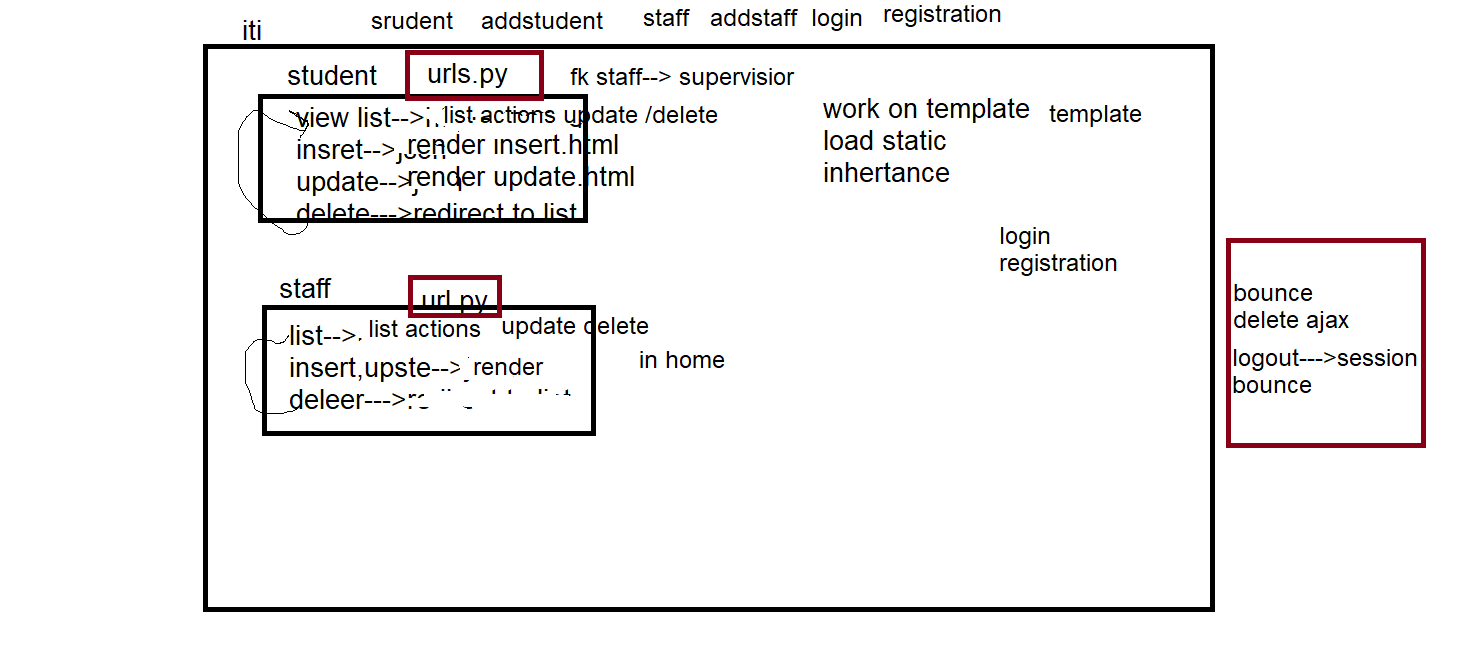 iti srudent addstudent staff addstaff login registration
student urls.py fk staff--> supervisior
view list--> list actions update /delete
insret--> render insert.html
update--> render update.html
delete--->redirect to list
work on template template
load static
inhertance
login
registration
staff url.py
list--> list actions update delete
insert,upste--> render
deleer--->
in home
bounce
delete ajax
logout--->session
bounce